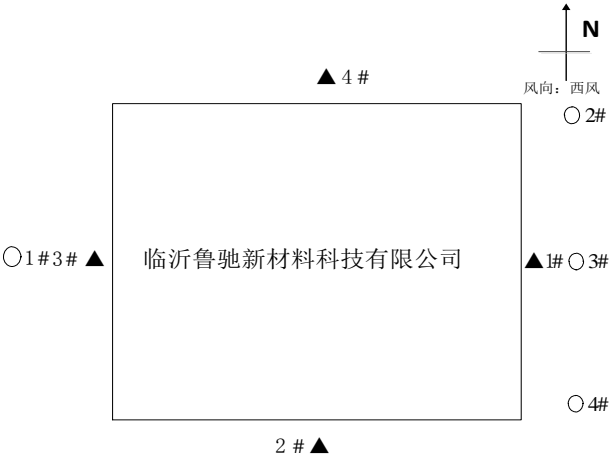 N
▲ 4#
风向：西风
○ 2#
○ 1# 3# ▲
临沂鲁驰新材料科技有限公司
▲ 1# ○ 3#
○ 4#
2# ▲